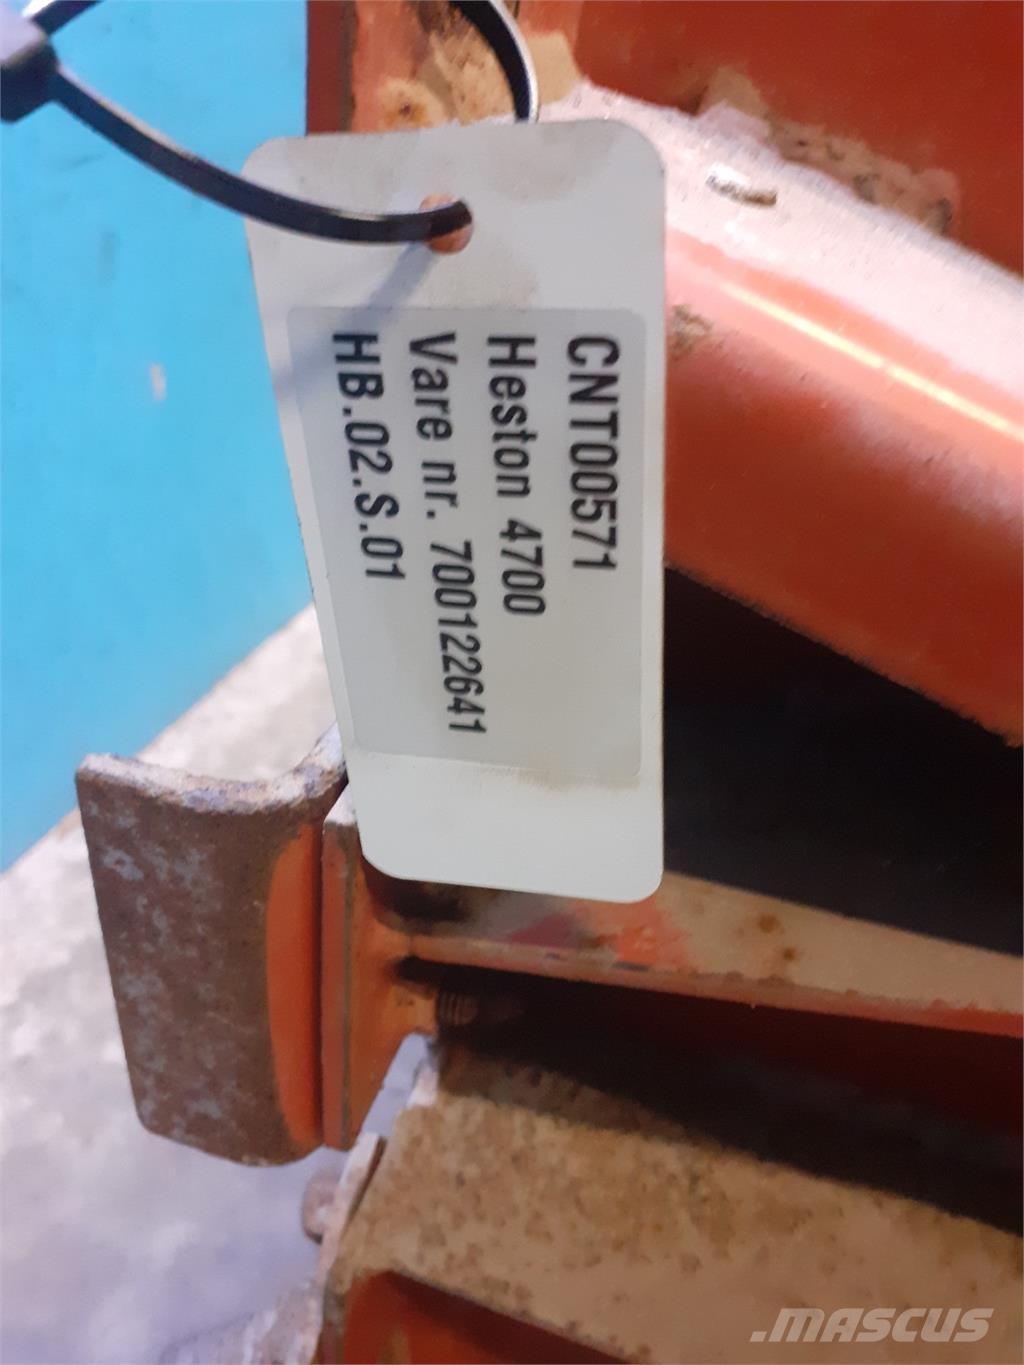 CNT00571
Heston 4700
Vare nr. 700122641
HB.02.S.01
.MASCUS